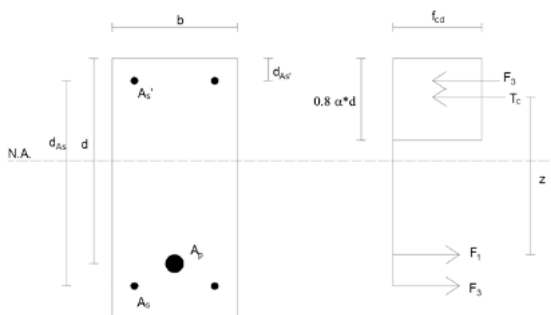 b
f_cd
d_As'
A_s'
F_3
T_c
0.8 α*d
d_As
d
N.A.
z
A_p
F_1
F_3
A_s